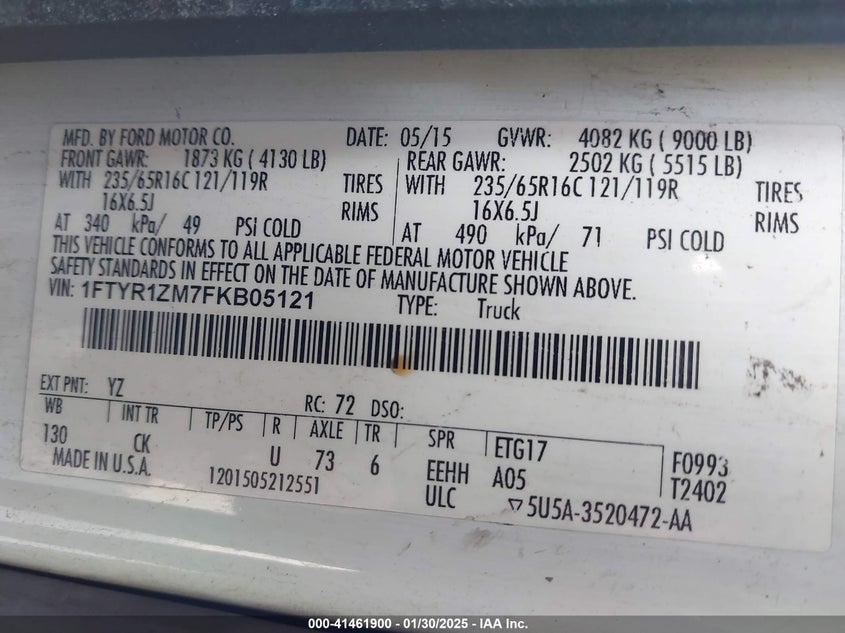 MFD. BY FORD MOTOR CO. DATE: 05/15 GVWR: 4082 KG ( 9000 LB)
FRONT GAWR: 1873 KG ( 4130 LB) REAR GAWR: 2502 KG ( 5515 LB)
WITH 235/65R16C 121/119R TIRES WITH 235/65R16C 121/119R TIRES
16X6.5J RIMS 16X6.5J RIMS
AT 340 kPa/ 49 PSI COLD AT 490 kPa/ 71 PSI COLD
THIS VEHICLE CONFORMS TO ALL APPLICABLE FEDERAL MOTOR VEHICLE
SAFETY STANDARDS IN EFFECT ON THE DATE OF MANUFACTURE SHOWN ABOVE.
VIN: 1FTYR1ZM7FKB05121 TYPE: Truck
EXT PNT: YZ RC: 72 DSO:
WB INT TR TP/PS R AXLE TR SPR ETG17 F0993
130 CK U 73 6 EEHH A05 T2402
MADE IN U.S.A. 1201505212551 ULC ▽5U5A-3520472-AA
000-41461900 - 01/30/2025 - IAA Inc.